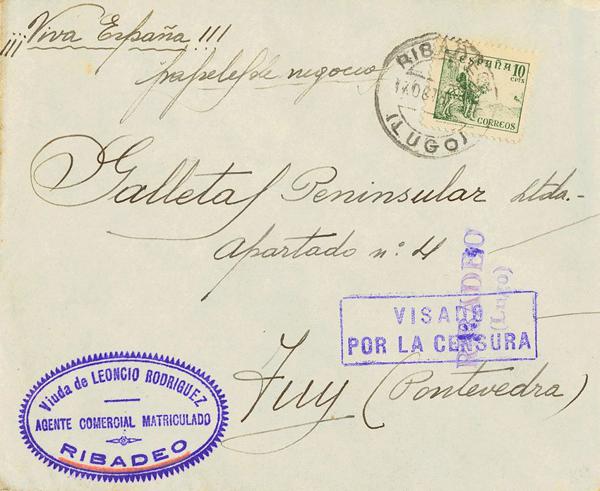 ¡¡¡Viva España!!!
papeles de negocio
RIBADEO
(LUGO)
ESPAÑA 10
CTS
CORREOS
Galletas Peninsular Ltda.-
Apartado n.º 4
RIBADEO
(Lugo)
VISADO
POR LA CENSURA
Tuy (Pontevedra)
Viuda de LEONCIO RODRIGUEZ
AGENTE COMERCIAL MATRICULADO
RIBADEO